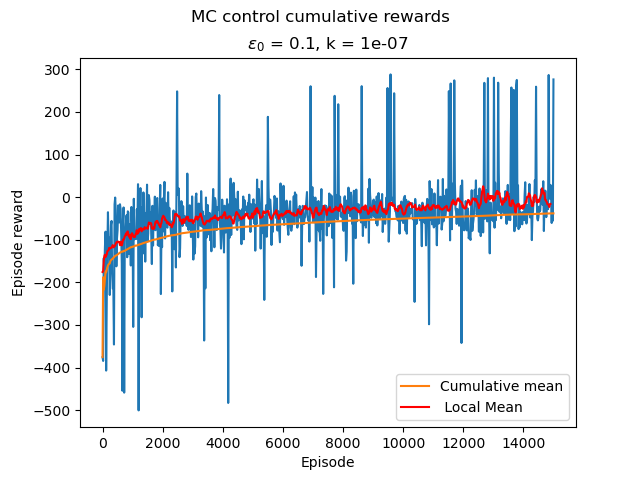 MC control cumulative rewards
ε₀ = 0.1, k = 1e-07
300
200
100
0
−100
−200
−300
−400
−500
Episode reward
0 2000 4000 6000 8000 10000 12000 14000
Episode
Cumulative mean
Local Mean